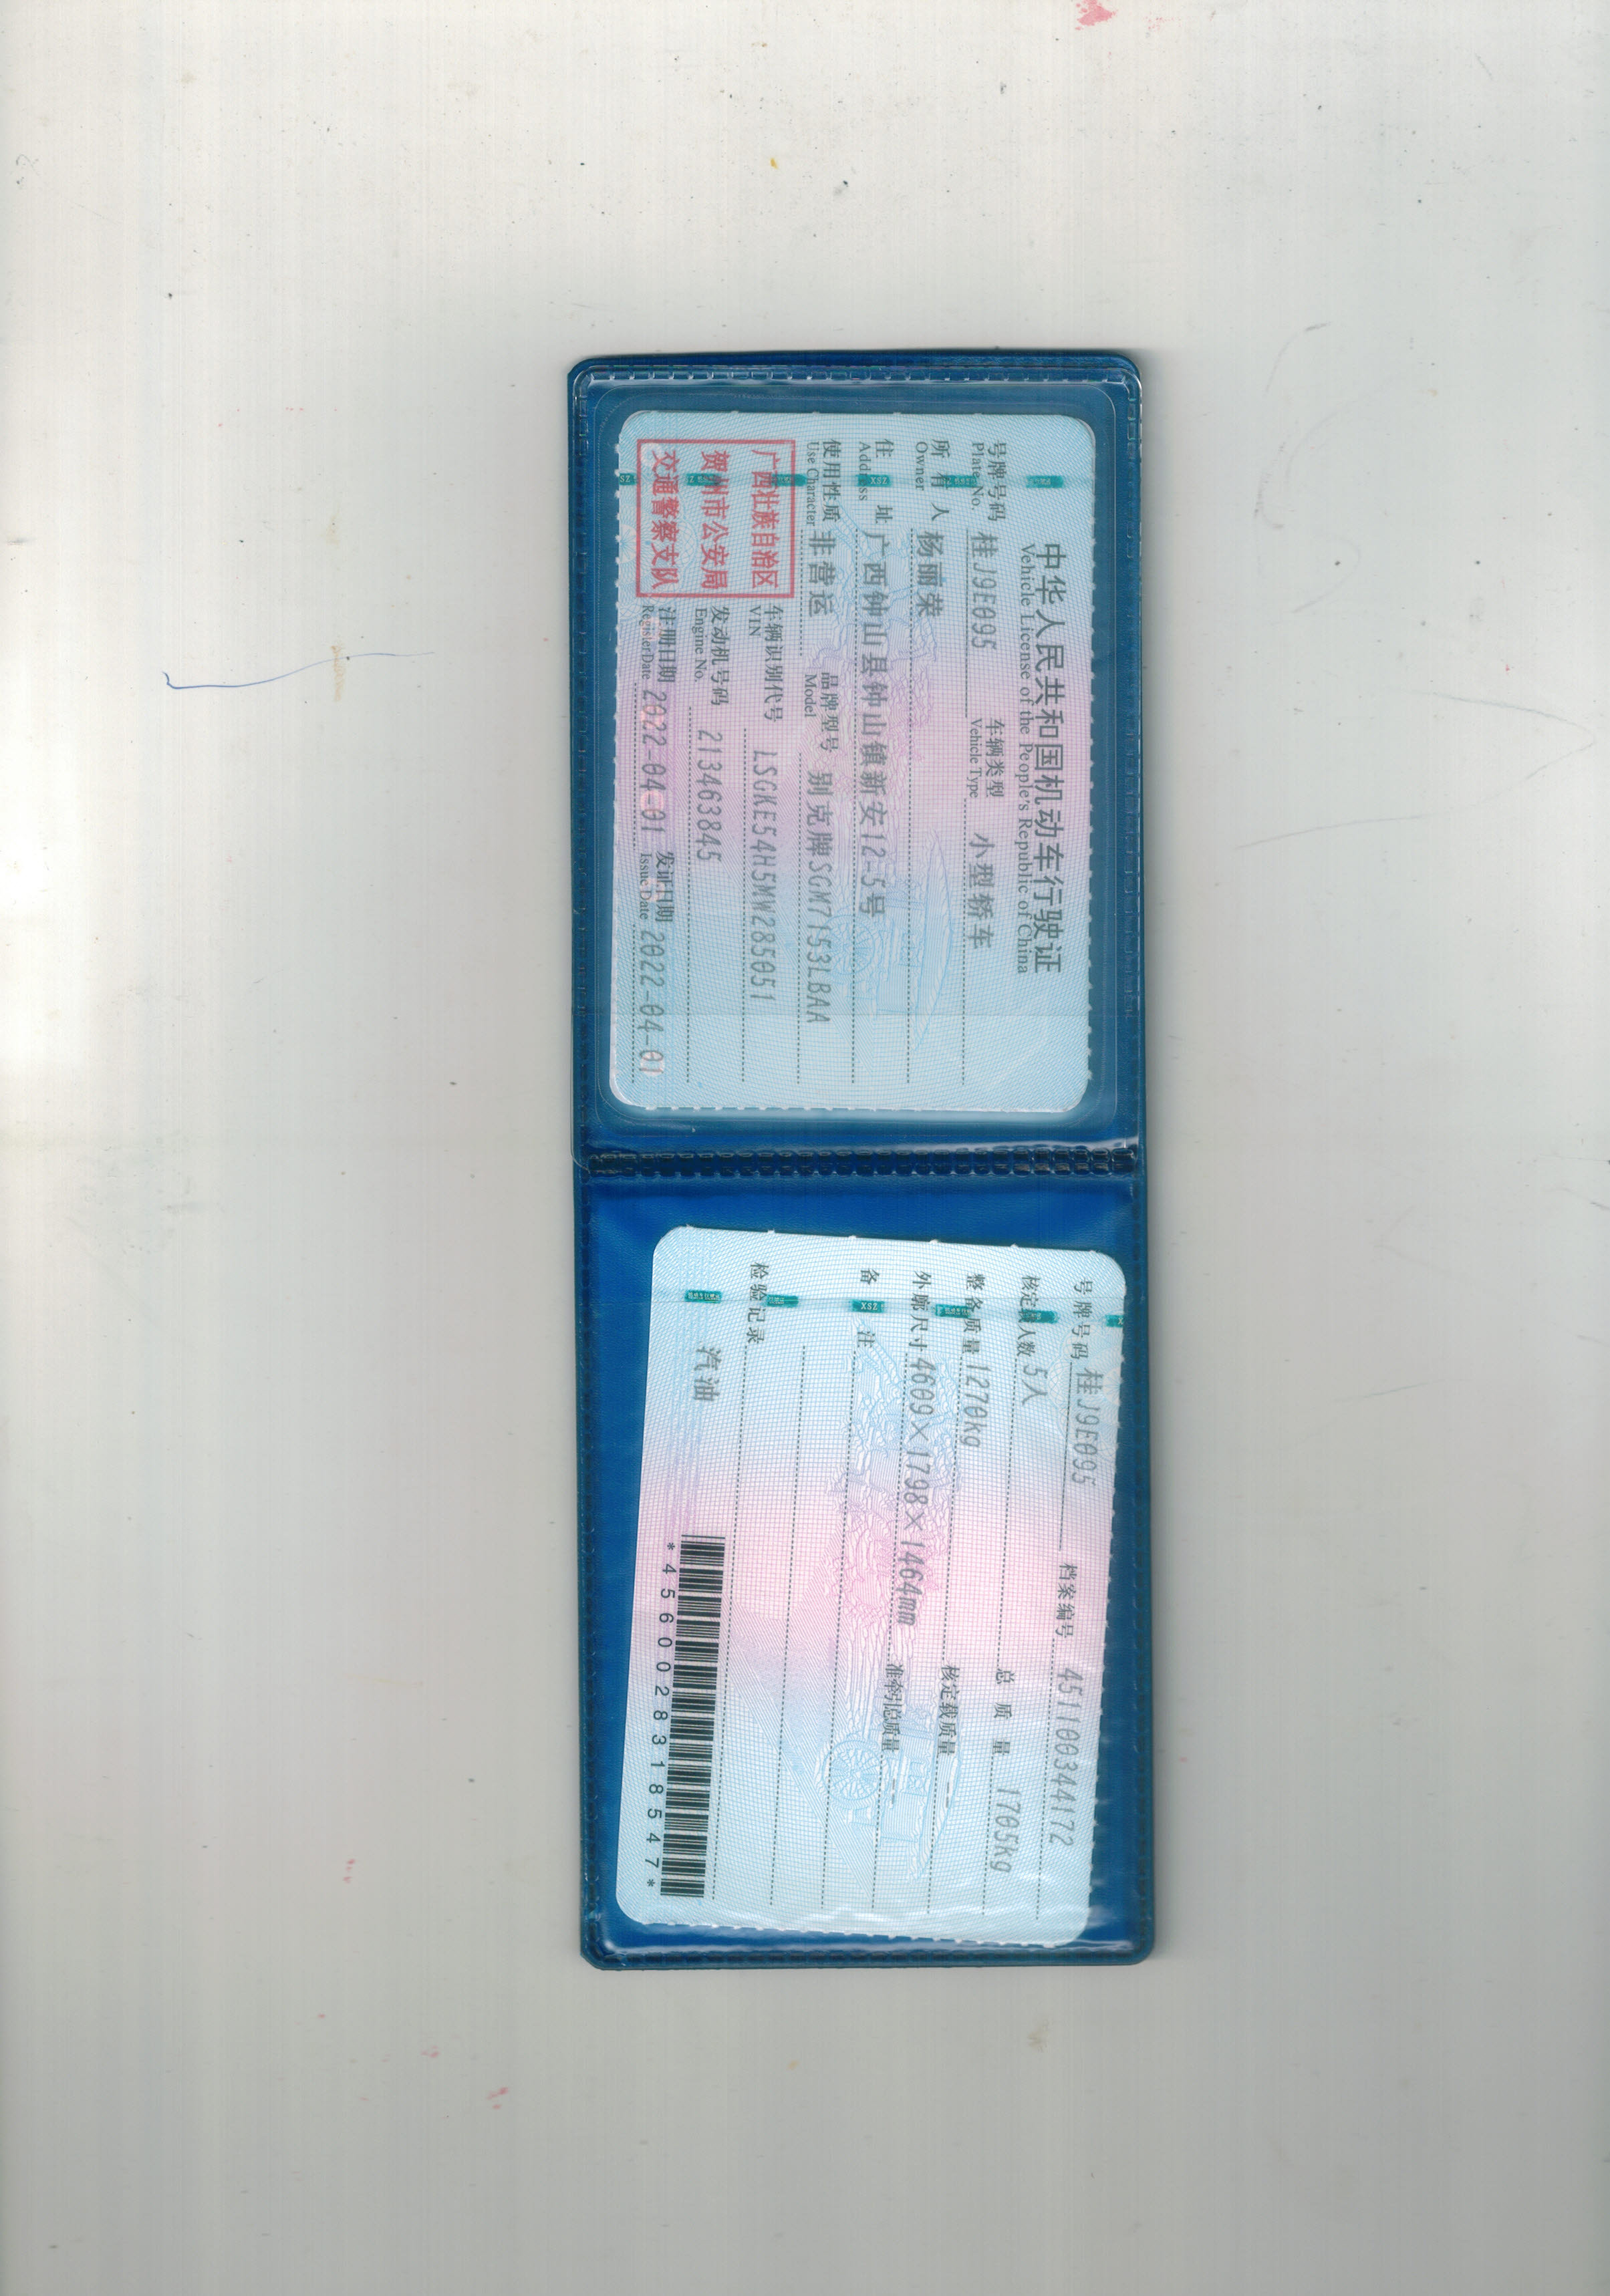 中华人民共和国机动车行驶证
Vehicle License of the People's Republic of China
号牌号码 桂J9E095 车辆类型 小型轿车
Plate No. Vehicle Type
所有人 杨丽荣
Owner
住址 广西钟山县钟山镇新安12-5号
Address
使用性质 非营运 品牌型号 别克牌SGM7153LBAA
Use Character Model
广西壮族自治区
贺州市公安局
交通警察支队
车辆识别代号 LSGKE54H5MW285051
VIN
发动机号码 213463845
Engine No.
注册日期 2022-04-01 发证日期 2022-04-01
Register Date Issue Date
号牌号码 桂J9E095 档案编号 451100344172
核定载人数 5人 总质量 1705kg
整备质量 1270kg 核定载质量 --
外廓尺寸 4609×1798×1464mm 准牵引总质量 --
备注
检验记录
汽油
*4560028318547*